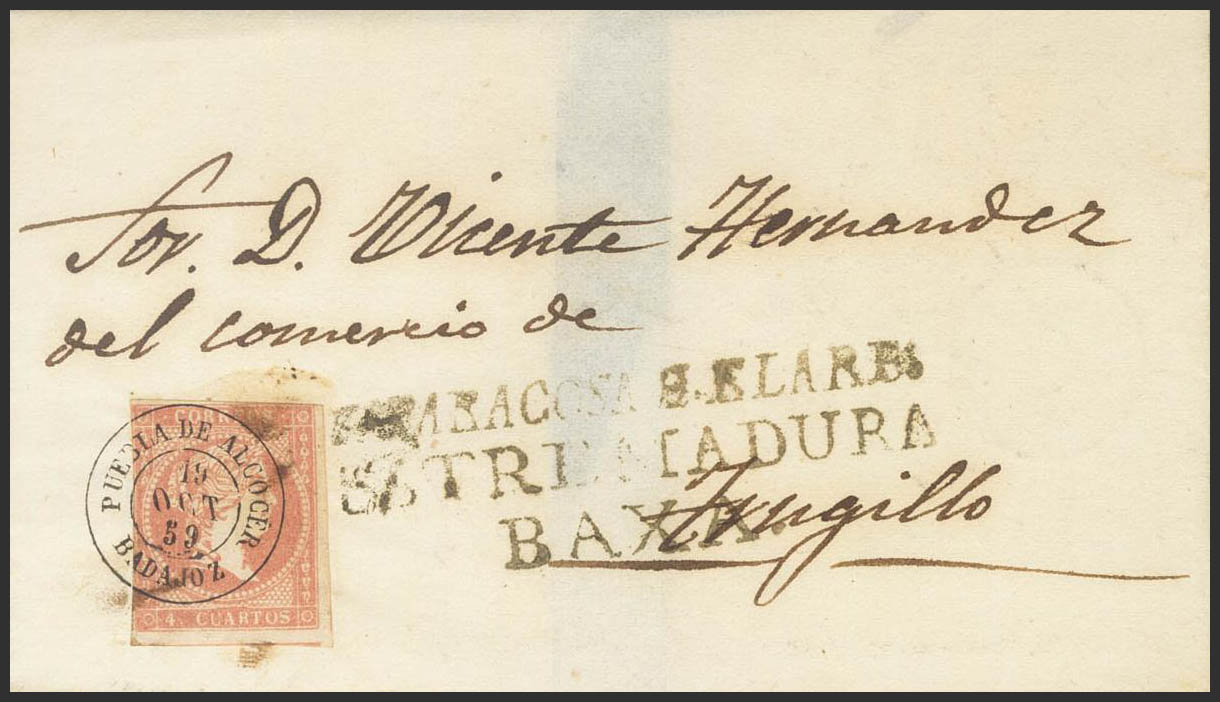 Sor. D. Vicente Hernandez
del comercio de
Trugillo
ESTREMADURA
BAXA.
CORREOS
4. CUARTOS
PUEBLA DE ALCOCER
19
OCT
59
BADAJOZ